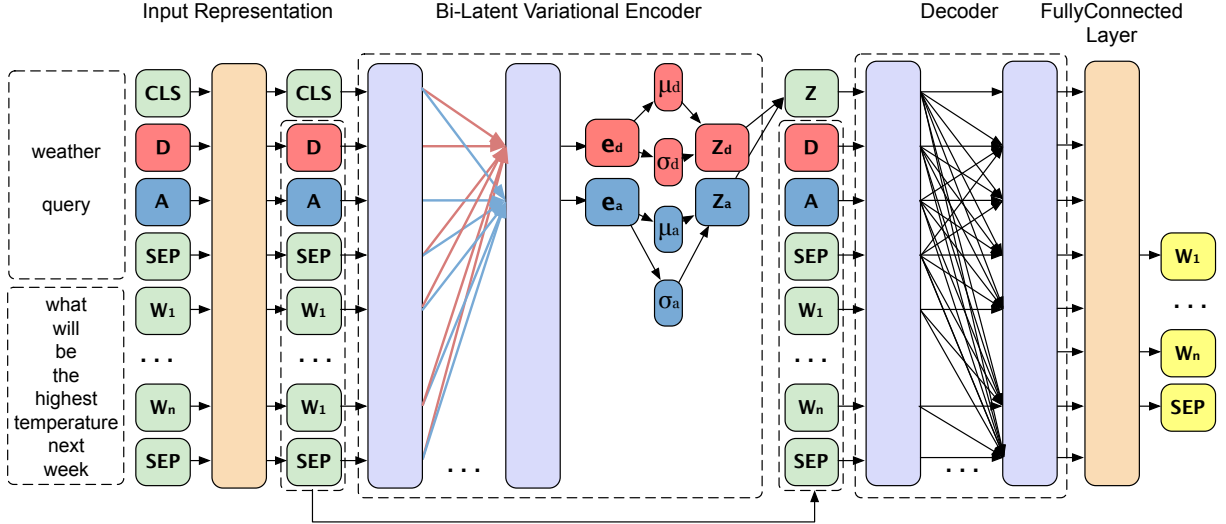 Input Representation
Bi-Latent Variational Encoder
Decoder
FullyConnected
Layer
weather
query
what
will
be
the
highest
temperature
next
week
CLS
D
A
SEP
W1
...
Wn
SEP
CLS
D
A
SEP
W1
...
W1
SEP
...
ed
ea
μd
σd
μa
σa
Zd
Za
Z
D
A
SEP
W1
...
Wn
SEP
...
W1
...
Wn
SEP